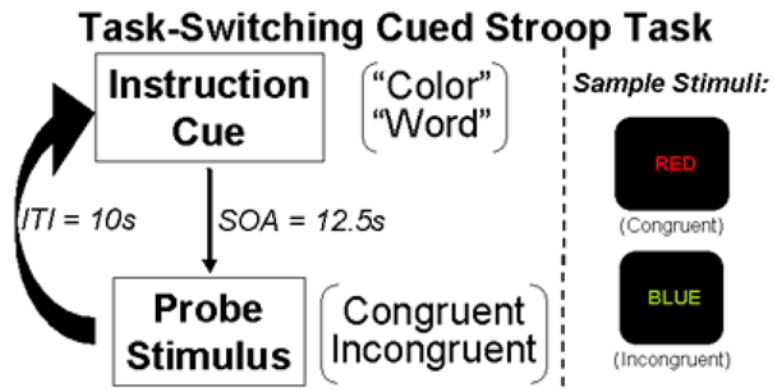 Task-Switching Cued Stroop Task
Instruction
Cue
“Color”
“Word”
ITI = 10s
SOA = 12.5s
Probe
Stimulus
Congruent
Incongruent
Sample Stimuli:
RED
(Congruent)
BLUE
(Incongruent)